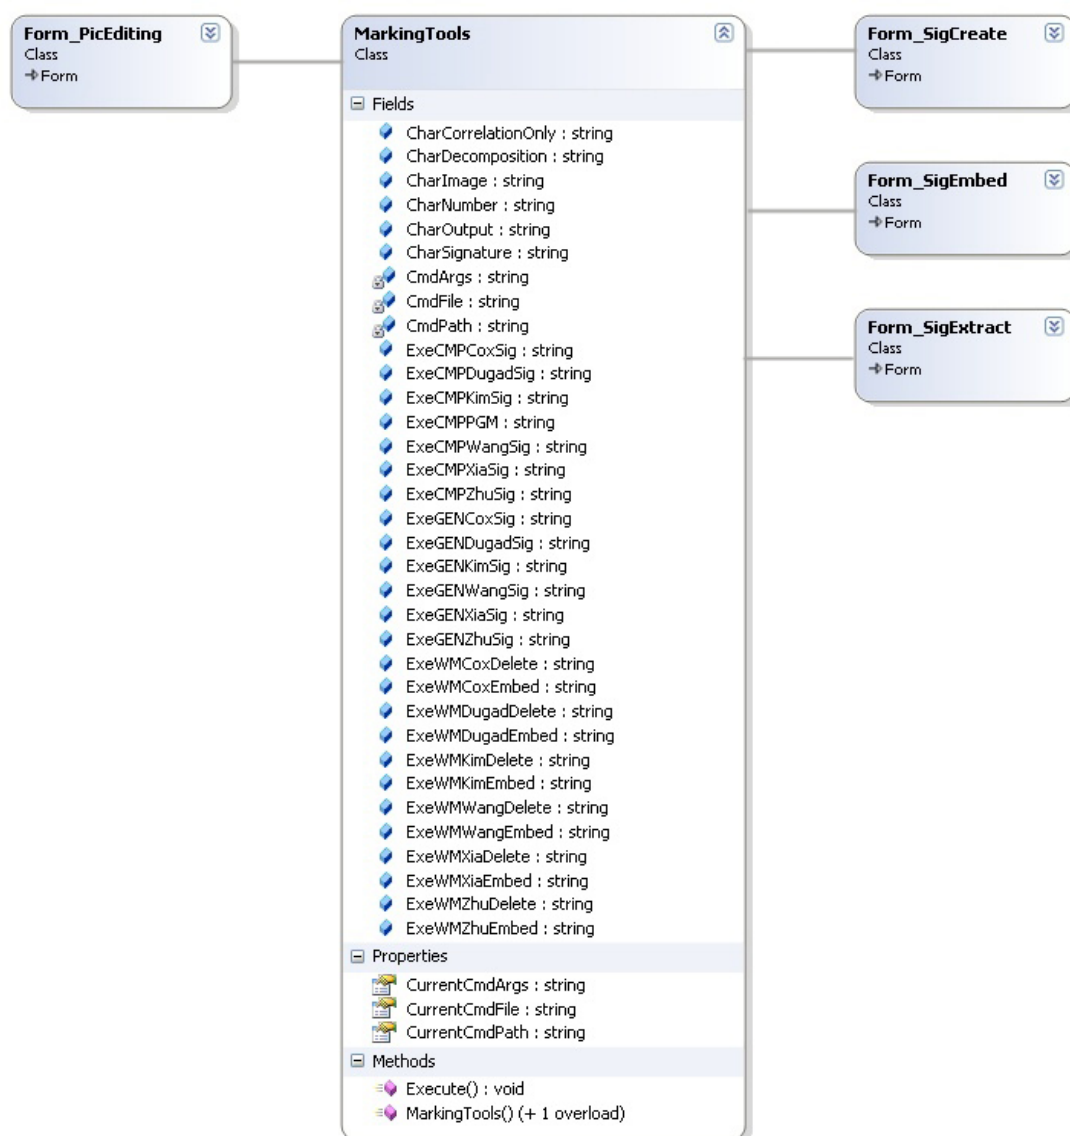 Form_PicEditing
Class
Form
MarkingTools
Class
Fields
CharCorrelationOnly : string
CharDecomposition : string
CharImage : string
CharNumber : string
CharOutput : string
CharSignature : string
CmdArgs : string
CmdFile : string
CmdPath : string
ExeCMPCoxSig : string
ExeCMPDugadSig : string
ExeCMPKimSig : string
ExeCMPPGM : string
ExeCMPWangSig : string
ExeCMPXiaSig : string
ExeCMPZhuSig : string
ExeGENCoxSig : string
ExeGENDugadSig : string
ExeGENKimSig : string
ExeGENWangSig : string
ExeGENXiaSig : string
ExeGENZhuSig : string
ExeWMCoxDelete : string
ExeWMCoxEmbed : string
ExeWMDugadDelete : string
ExeWMDugadEmbed : string
ExeWMKimDelete : string
ExeWMKimEmbed : string
ExeWMWangDelete : string
ExeWMWangEmbed : string
ExeWMXiaDelete : string
ExeWMXiaEmbed : string
ExeWMZhuDelete : string
ExeWMZhuEmbed : string
Properties
CurrentCmdArgs : string
CurrentCmdFile : string
CurrentCmdPath : string
Methods
Execute() : void
MarkingTools() (+ 1 overload)
Form_SigCreate
Class
Form
Form_SigEmbed
Class
Form
Form_SigExtract
Class
Form